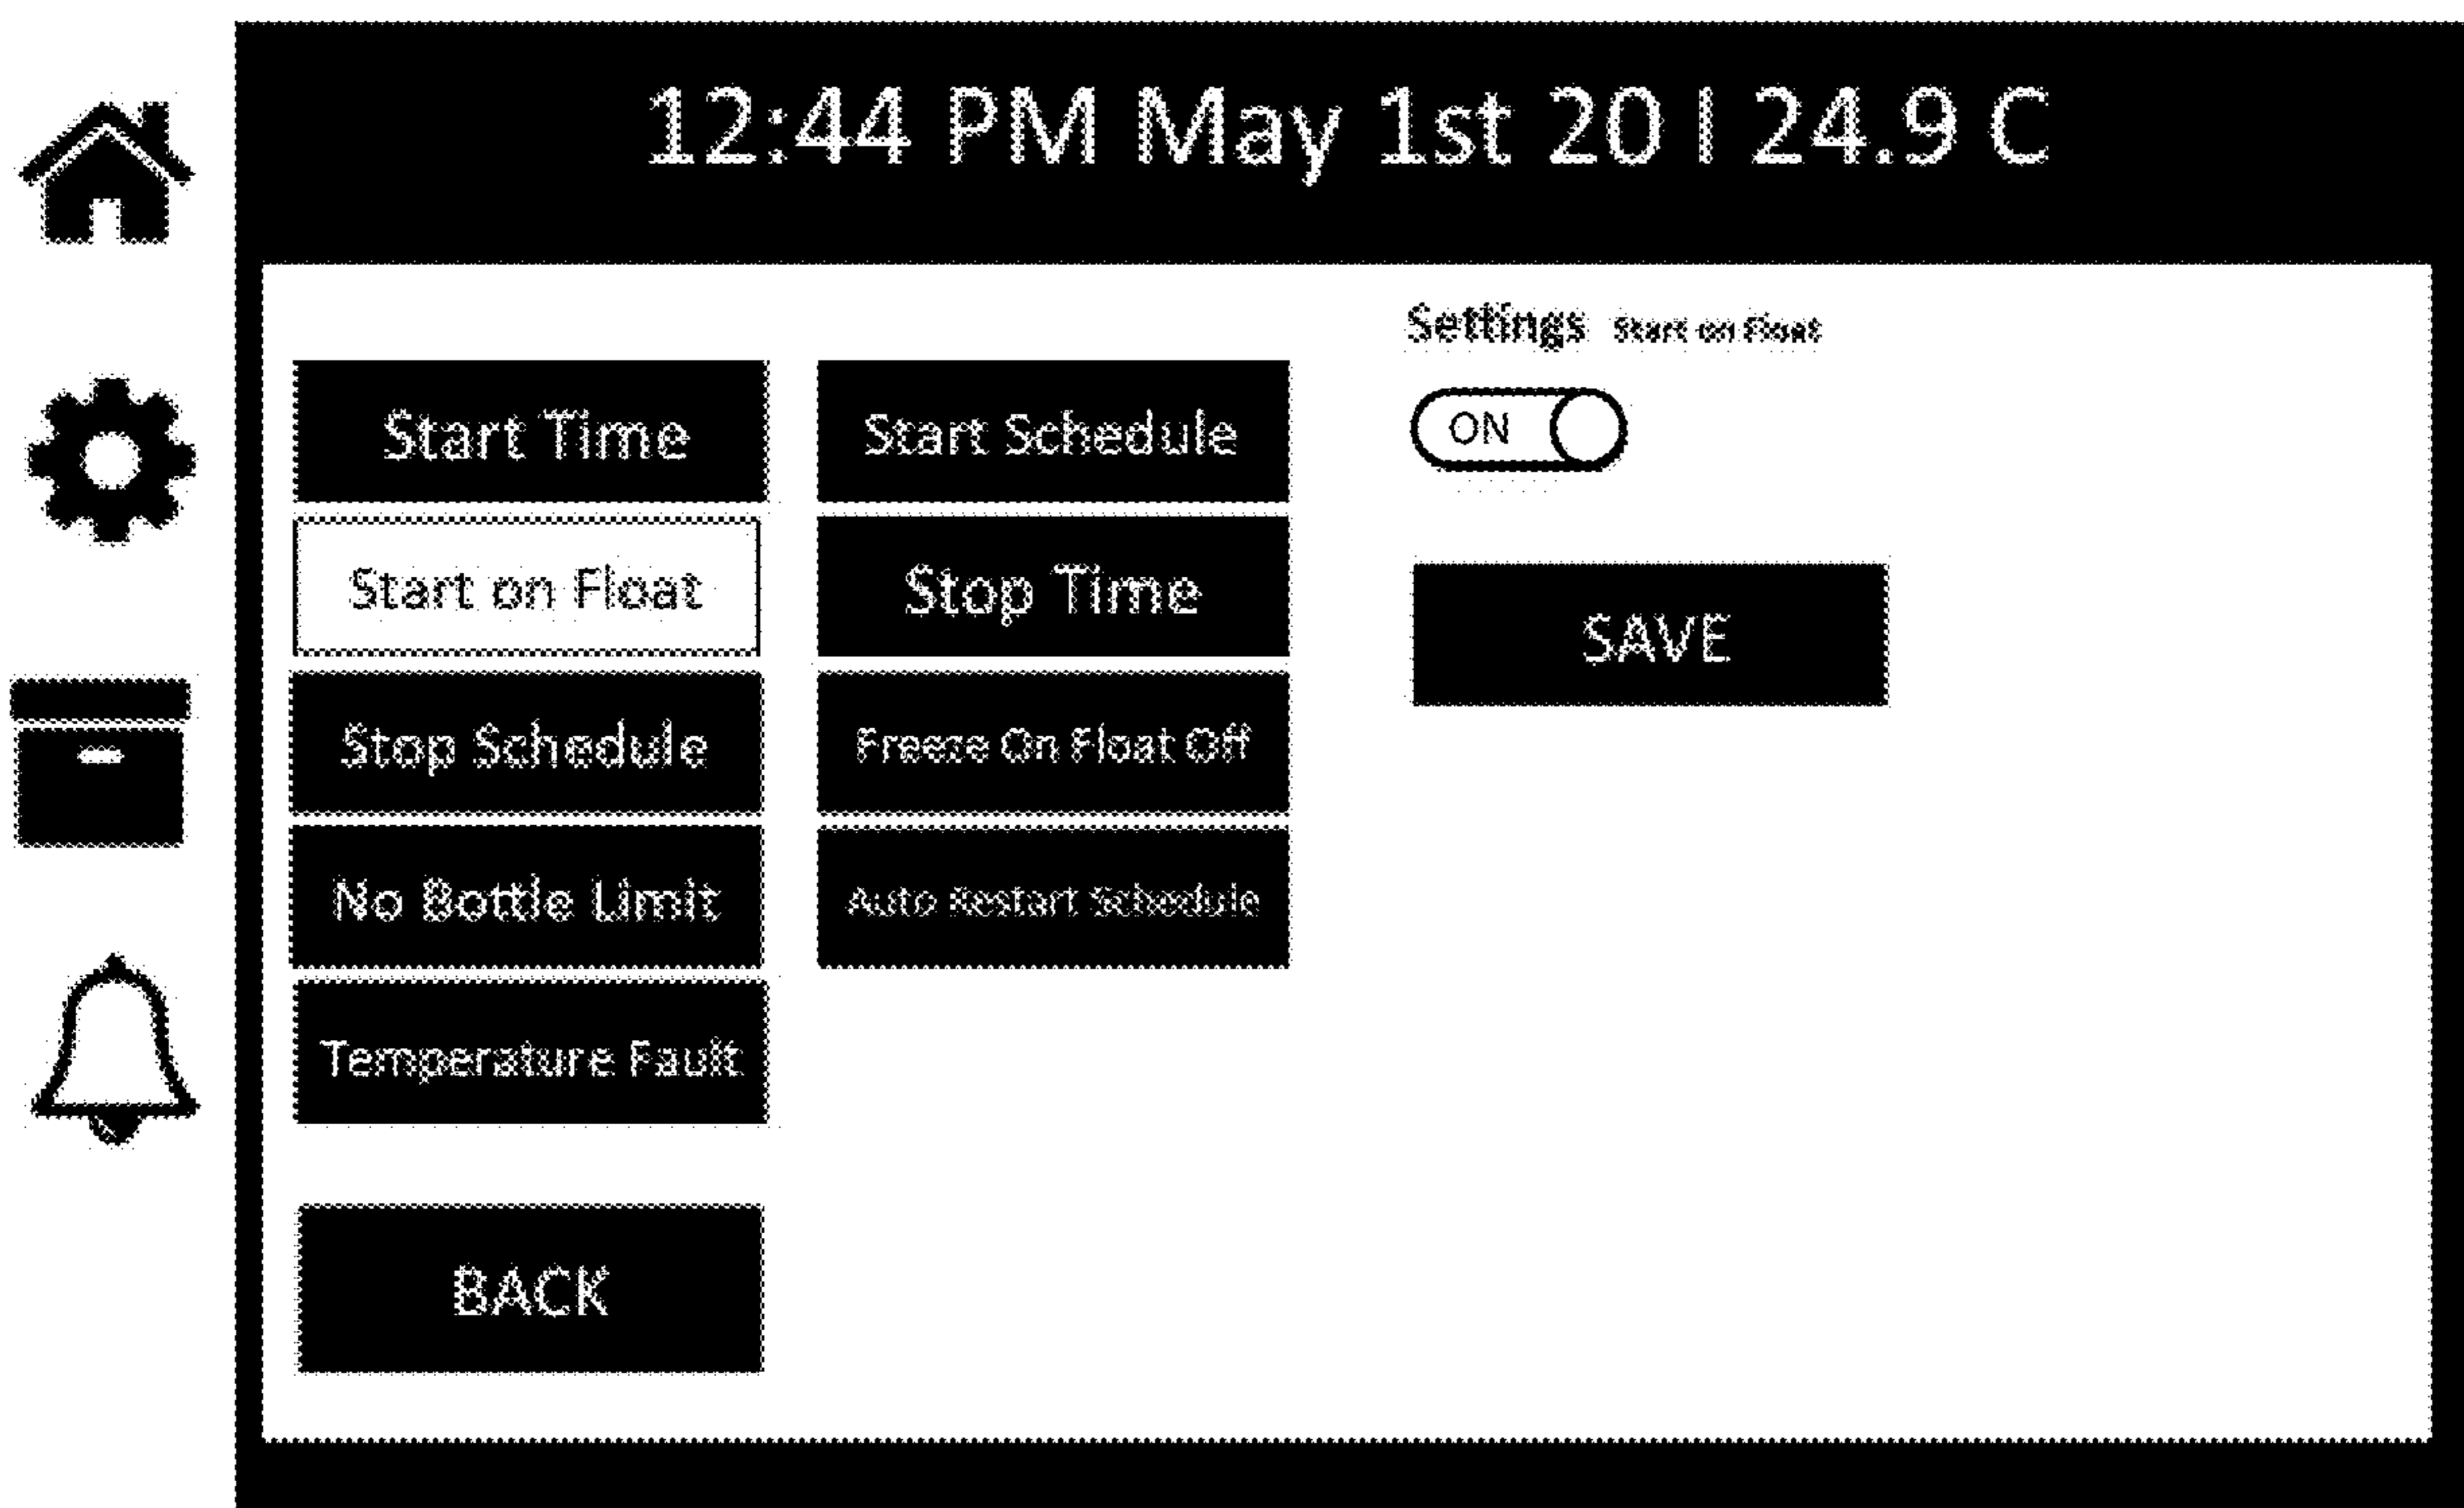 12:44 PM May 1st 20 | 24.9 C
Settings Start on Float
Start Time
Start Schedule
ON
Start on Float
Stop Time
SAVE
Stop Schedule
Freeze On Float Off
No Bottle Limit
Auto Restart Schedule
Temperature Fault
BACK